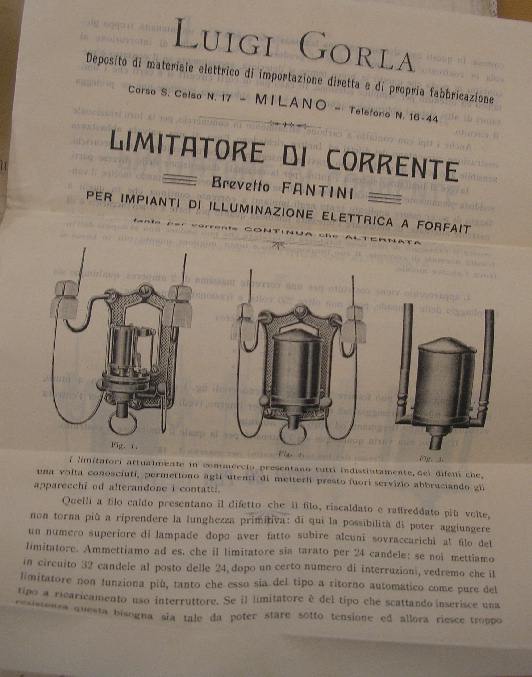 LUIGI GORLA
Deposito di materiale elettrico di importazione diretta e di propria fabbricazione
Corso S. Celso N. 17 - MILANO - Telefono N. 16-44
LIMITATORE DI CORRENTE
Brevetto FANTINI
PER IMPIANTI DI ILLUMINAZIONE ELETTRICA A FORFAIT
tanto per corrente CONTINUA che ALTERNATA
Fig. 1.
Fig. 2.
Fig. 3.
I limitatori attualmente in commercio presentano tutti indistintamente, dei difetti che,
una volta conosciuti, permettono agli utenti di metterli presto fuori servizio abbruciando gli
apparecchi od alterandone i contatti.
Quelli a filo caldo presentano il difetto che il filo, riscaldato e raffreddato più volte,
non torna più a riprendere la lunghezza primitiva: di qui la possibilità di poter aggiungere
un numero superiore di lampade dopo aver fatto subire alcuni sovraccarichi al filo del
limitatore. Ammettiamo ad es. che il limitatore sia tarato per 24 candele: se noi mettiamo
in circuito 32 candele al posto delle 24, dopo un certo numero di interruzioni, vedremo che il
limitatore non funziona più, tanto che esso sia del tipo a ritorno automatico come pure del
tipo a ricaricamento uso interruttore. Se il limitatore è del tipo che scattando inserisce una
resistenza questa bisogna sia tale da poter stare sotto tensione ed allora riesce troppo